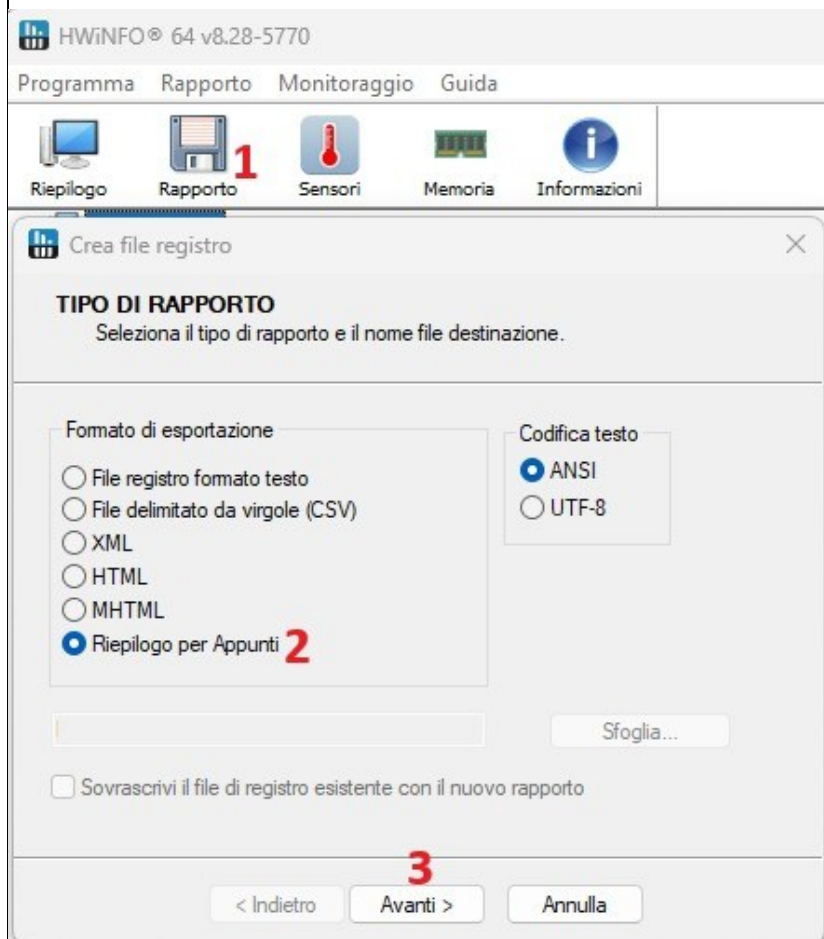 HWiNFO® 64 v8.28-5770
Programma Rapporto Monitoraggio Guida
1
Riepilogo Rapporto Sensori Memoria Informazioni
Crea file registro
TIPO DI RAPPORTO
Seleziona il tipo di rapporto e il nome file destinazione.
Formato di esportazione
File registro formato testo
File delimitato da virgole (CSV)
XML
HTML
MHTML
Riepilogo per Appunti 2
Codifica testo
ANSI
UTF-8
Sfoglia...
Sovrascrivi il file di registro esistente con il nuovo rapporto
3
< Indietro Avanti > Annulla